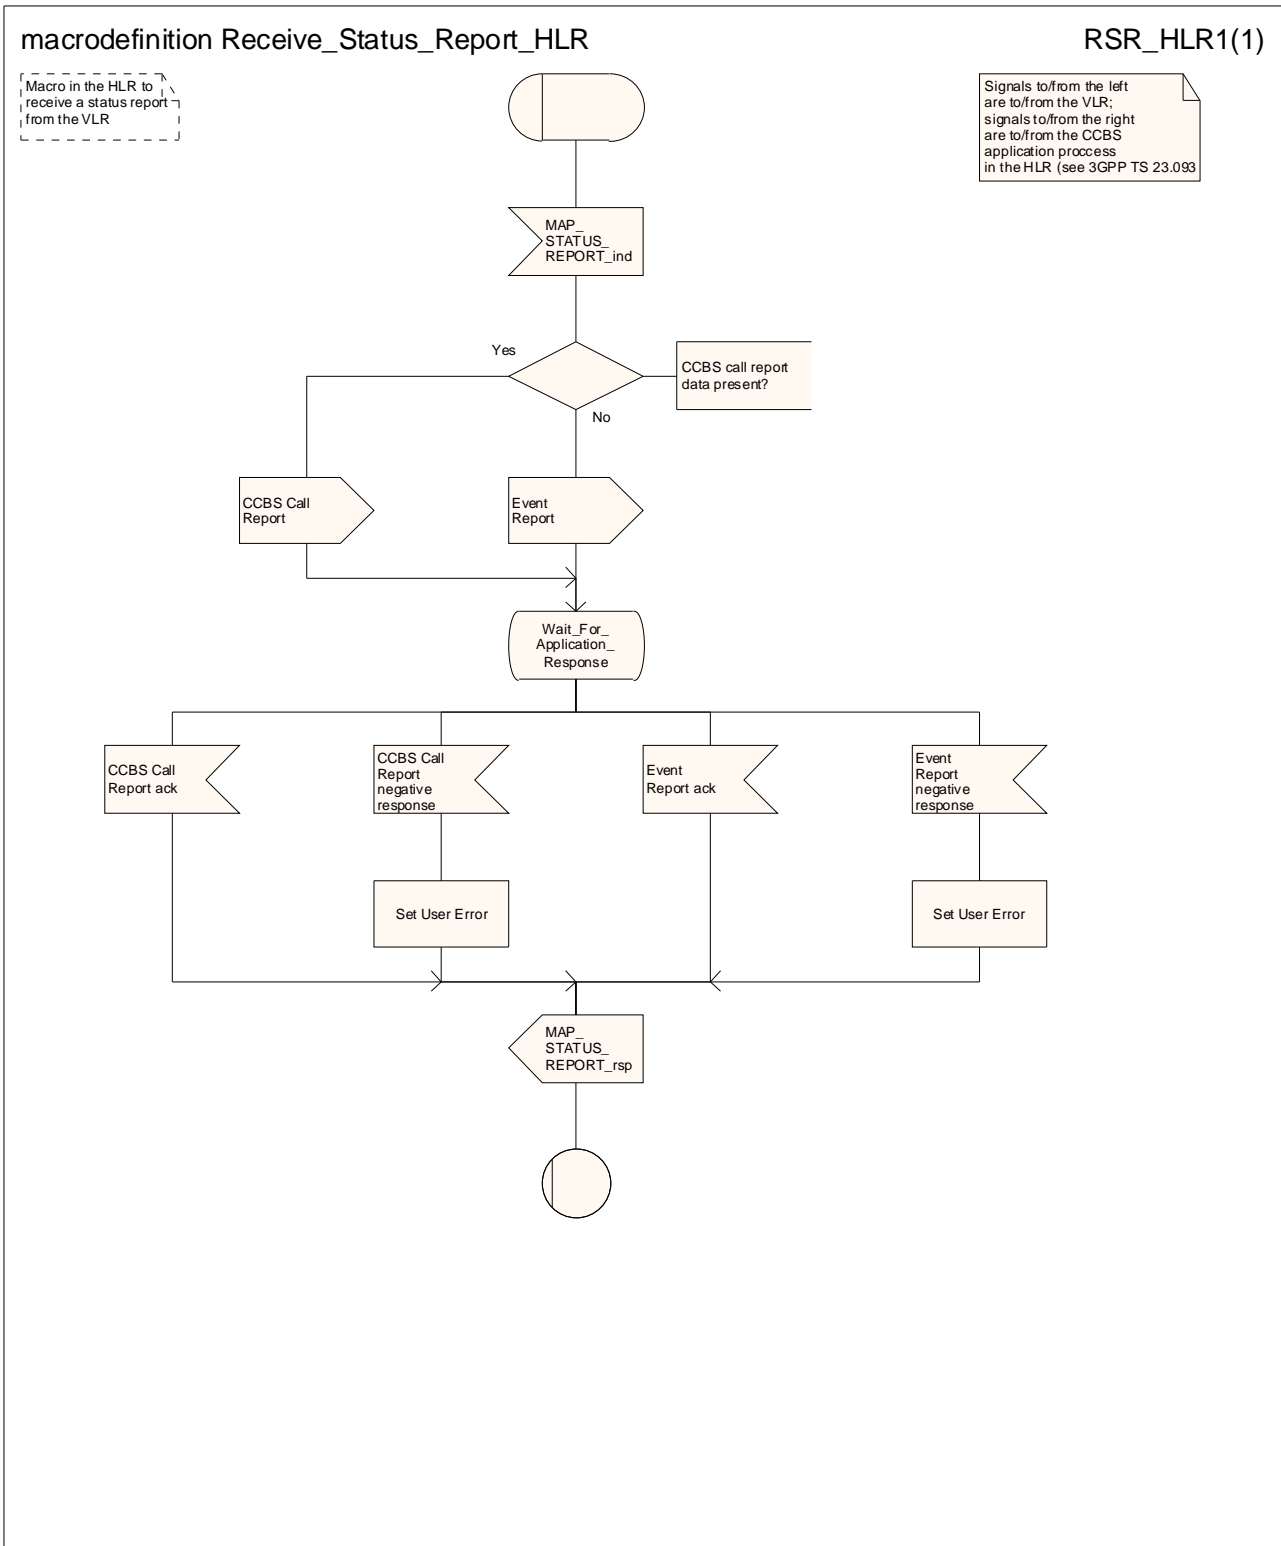 macrodefinition Receive_Status_Report_HLR
RSR_HLR1(1)
Macro in the HLR to
receive a status report
from the VLR
Signals to/from the left
are to/from the VLR;
signals to/from the right
are to/from the CCBS
application proccess
in the HLR (see 3GPP TS 23.093
MAP_
STATUS_
REPORT_ind
Yes
CCBS call report
data present?
No
CCBS Call
Report
Event
Report
Wait_For_
Application_
Response
CCBS Call
Report ack
CCBS Call
Report
negative
response
Event
Report ack
Event
Report
negative
response
Set User Error
Set User Error
MAP_
STATUS_
REPORT_rsp